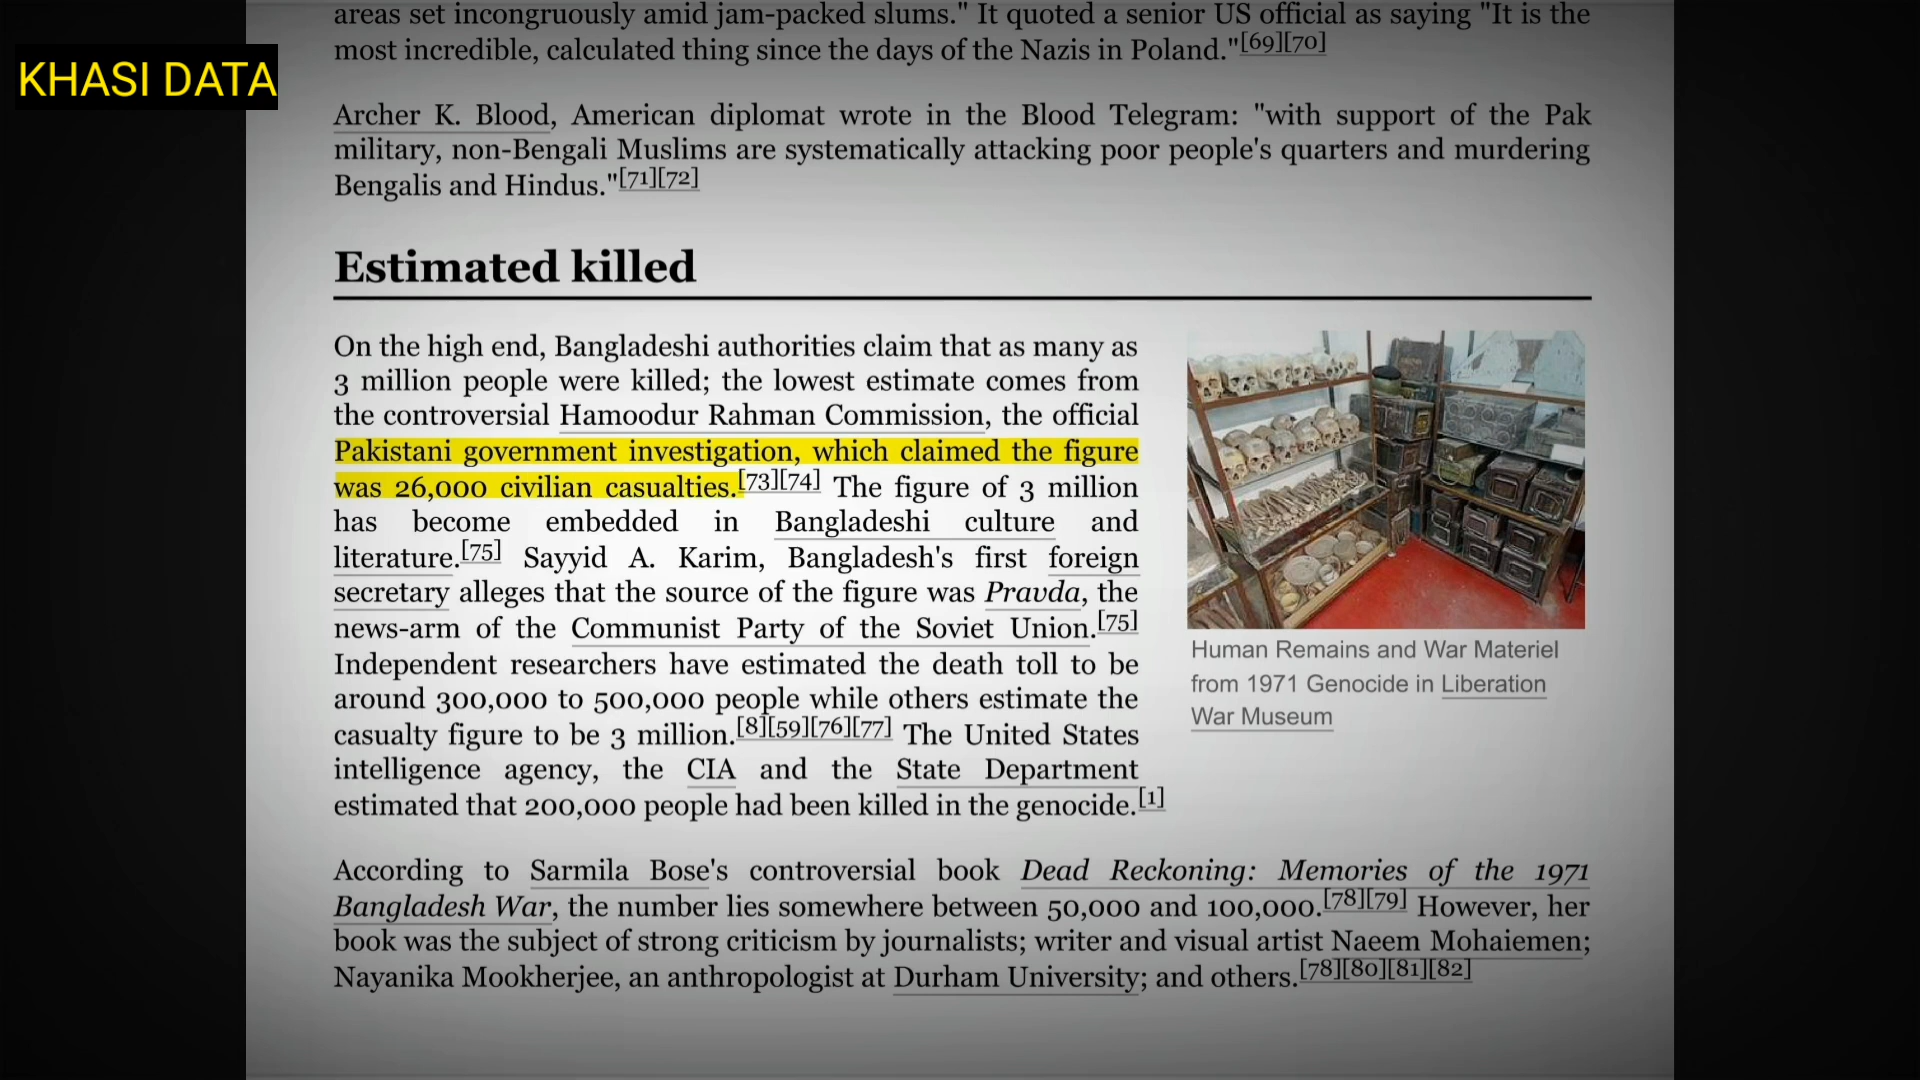 areas set incongruously amid jam-packed slums." It quoted a senior US official as saying "It is the
most incredible, calculated thing since the days of the Nazis in Poland."[69][70]
KHASI DATA
Archer K. Blood, American diplomat wrote in the Blood Telegram: "with support of the Pak
military, non-Bengali Muslims are systematically attacking poor people's quarters and murdering
Bengalis and Hindus."[71][72]
Estimated killed
On the high end, Bangladeshi authorities claim that as many as
3 million people were killed; the lowest estimate comes from
the controversial Hamoodur Rahman Commission, the official
Pakistani government investigation, which claimed the figure
was 26,000 civilian casualties.[73][74] The figure of 3 million
has become embedded in Bangladeshi culture and
literature.[75] Sayyid A. Karim, Bangladesh's first foreign
secretary alleges that the source of the figure was Pravda, the
news-arm of the Communist Party of the Soviet Union.[75]
Independent researchers have estimated the death toll to be
around 300,000 to 500,000 people while others estimate the
casualty figure to be 3 million.[8][59][76][77] The United States
intelligence agency, the CIA and the State Department
estimated that 200,000 people had been killed in the genocide.[1]
Human Remains and War Materiel
from 1971 Genocide in Liberation
War Museum
According to Sarmila Bose's controversial book Dead Reckoning: Memories of the 1971
Bangladesh War, the number lies somewhere between 50,000 and 100,000.[78][79] However, her
book was the subject of strong criticism by journalists; writer and visual artist Naeem Mohaiemen;
Nayanika Mookherjee, an anthropologist at Durham University; and others.[78][80][81][82]